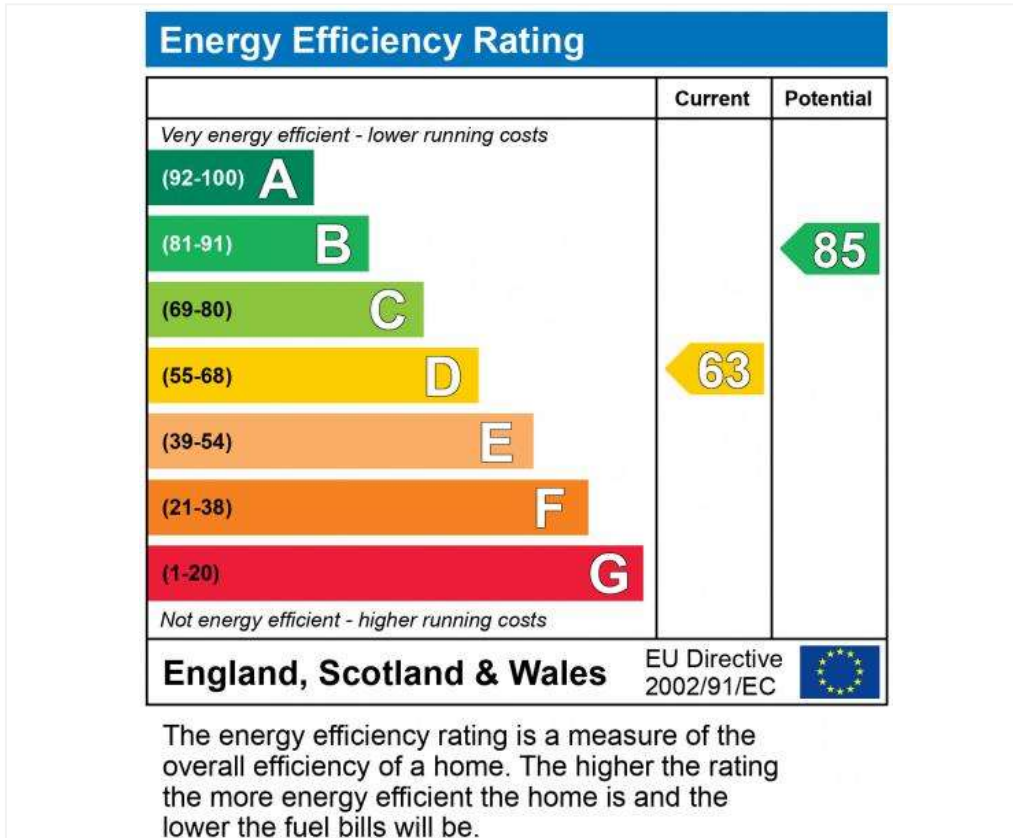 Energy Efficiency Rating
Current Potential
Very energy efficient - lower running costs
(92-100) A
(81-91) B
85
(69-80) C
(55-68) D
63
(39-54) E
(21-38) F
(1-20) G
Not energy efficient - higher running costs
England, Scotland & Wales
EU Directive
2002/91/EC
The energy efficiency rating is a measure of the
overall efficiency of a home. The higher the rating
the more energy efficient the home is and the
lower the fuel bills will be.